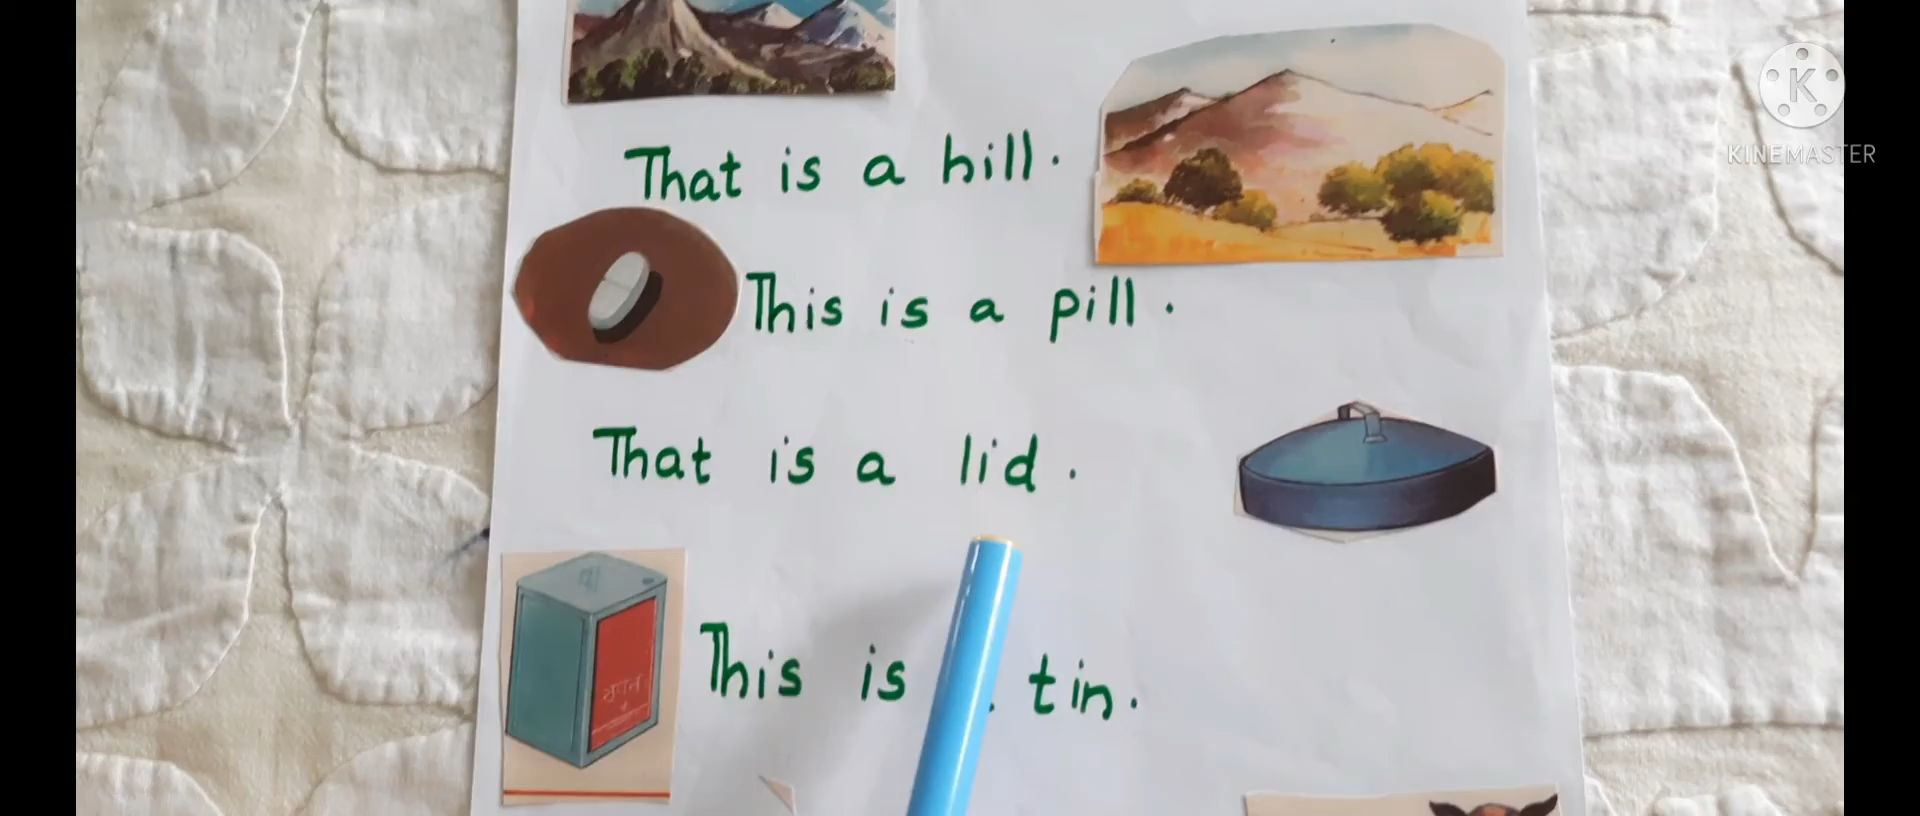 That is a hill.
This is a pill.
That is a lid.
This is tin.
KINEMASTER